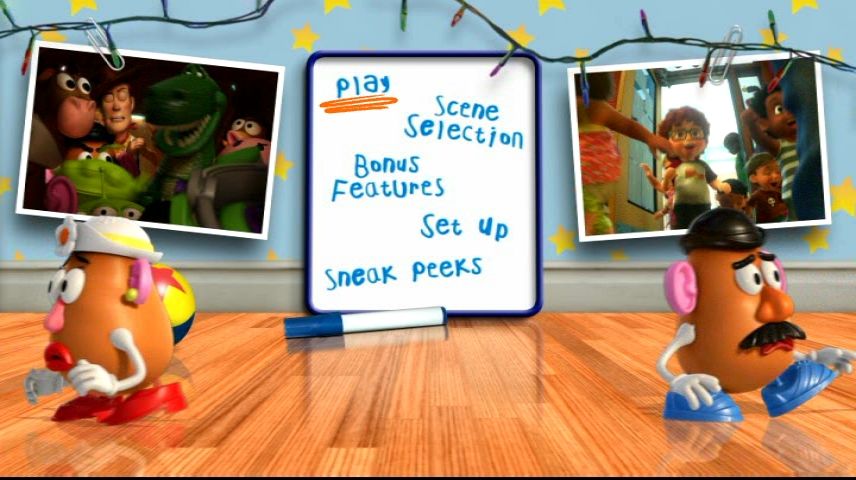 Play
Scene
Selection
Bonus
Features
Set up
Sneak peeks